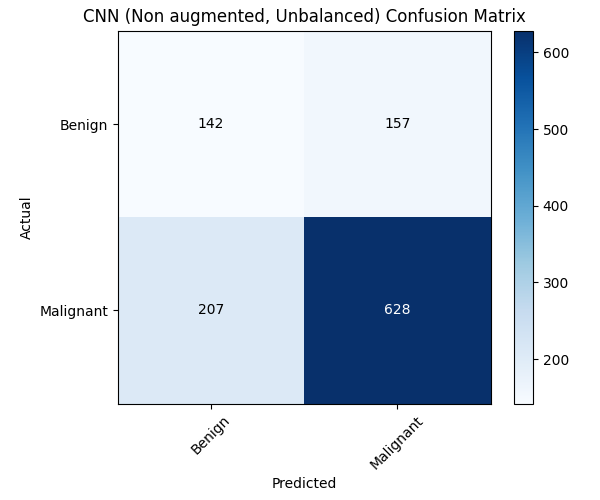 CNN (Non augmented, Unbalanced) Confusion Matrix
Benign
142
157
Malignant
207
628
Actual
Benign
Malignant
Predicted
600
500
400
300
200